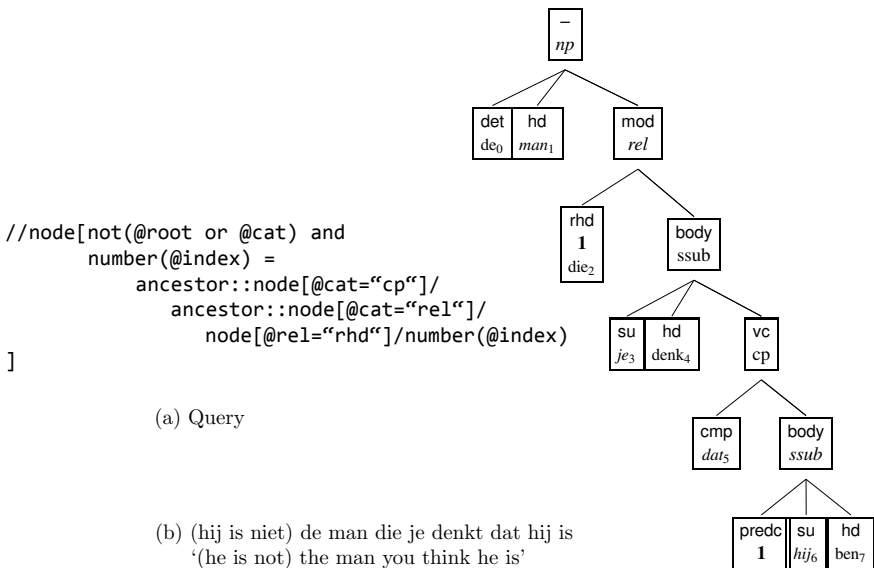 –
np
det hd mod
de0 man1 rel
rhd body
1 ssub
die2
//node[not(@root or @cat) and
number(@index) =
ancestor::node[@cat=“cp“]/
ancestor::node[@cat=“rel“]/
node[@rel=“rhd“]/number(@index)
]
su hd vc
je3 denk4 cp
(a) Query
cmp body
dat5 ssub
(b) (hij is niet) de man die je denkt dat hij is
‘(he is not) the man you think he is’
predc su hd
1 hij6 ben7